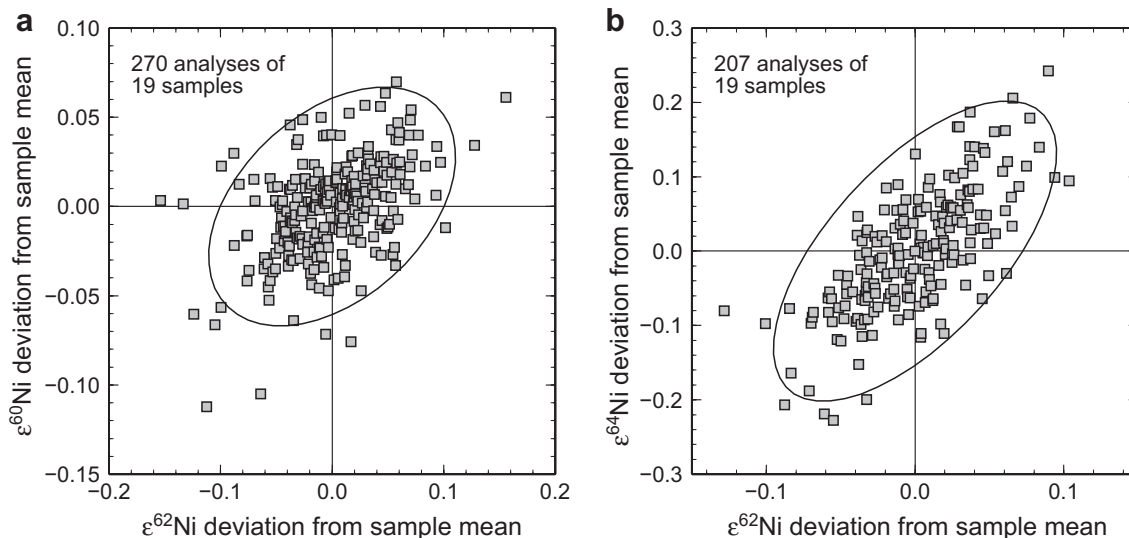 a
270 analyses of
19 samples
0.10
0.05
0.00
−0.05
−0.10
−0.15
ε⁶⁰Ni deviation from sample mean
−0.2
−0.1
0.0
0.1
0.2
ε⁶²Ni deviation from sample mean
b
207 analyses of
19 samples
0.3
0.2
0.1
0.0
−0.1
−0.2
−0.3
ε⁶⁴Ni deviation from sample mean
−0.1
0.0
0.1
ε⁶²Ni deviation from sample mean